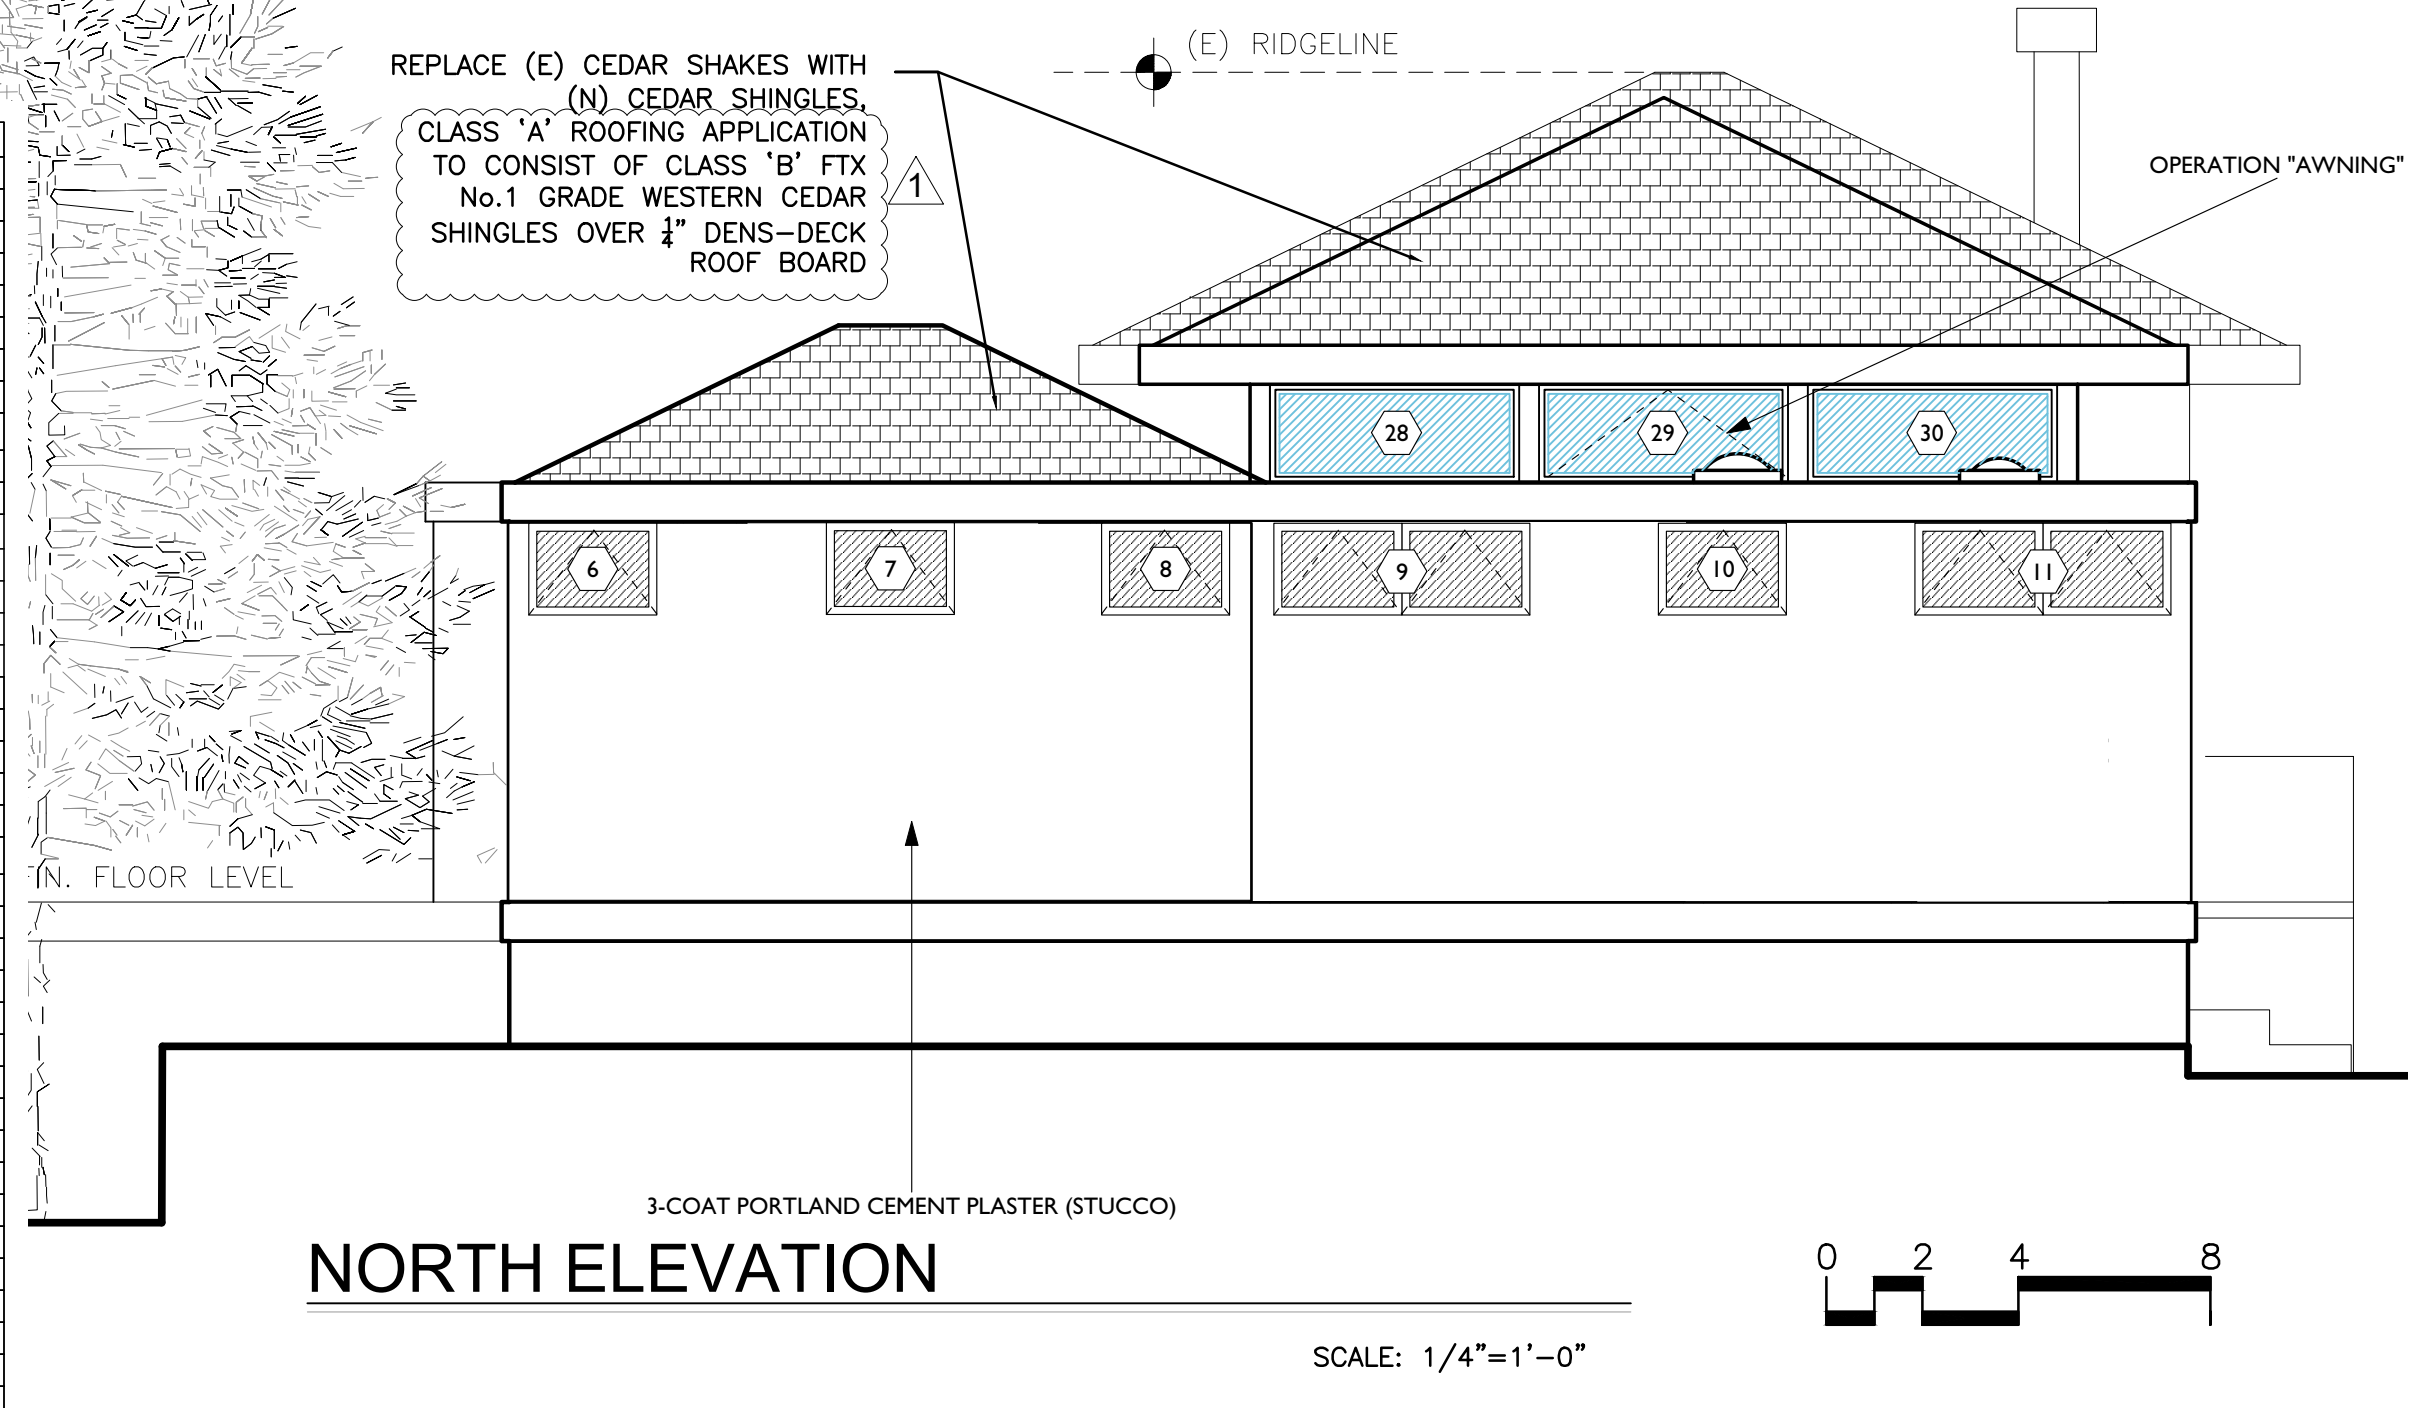 (E) RIDGELINE
REPLACE (E) CEDAR SHAKES WITH
(N) CEDAR SHINGLES,
CLASS ‘A’ ROOFING APPLICATION
TO CONSIST OF CLASS ‘B’ FTX
No.1 GRADE WESTERN CEDAR
SHINGLES OVER ¼” DENS-DECK
ROOF BOARD
1
OPERATION "AWNING"
28
29
30
6
7
8
9
10
11
FIN. FLOOR LEVEL
3-COAT PORTLAND CEMENT PLASTER (STUCCO)
NORTH ELEVATION
0 2 4 8
SCALE: 1/4”=1’-0”